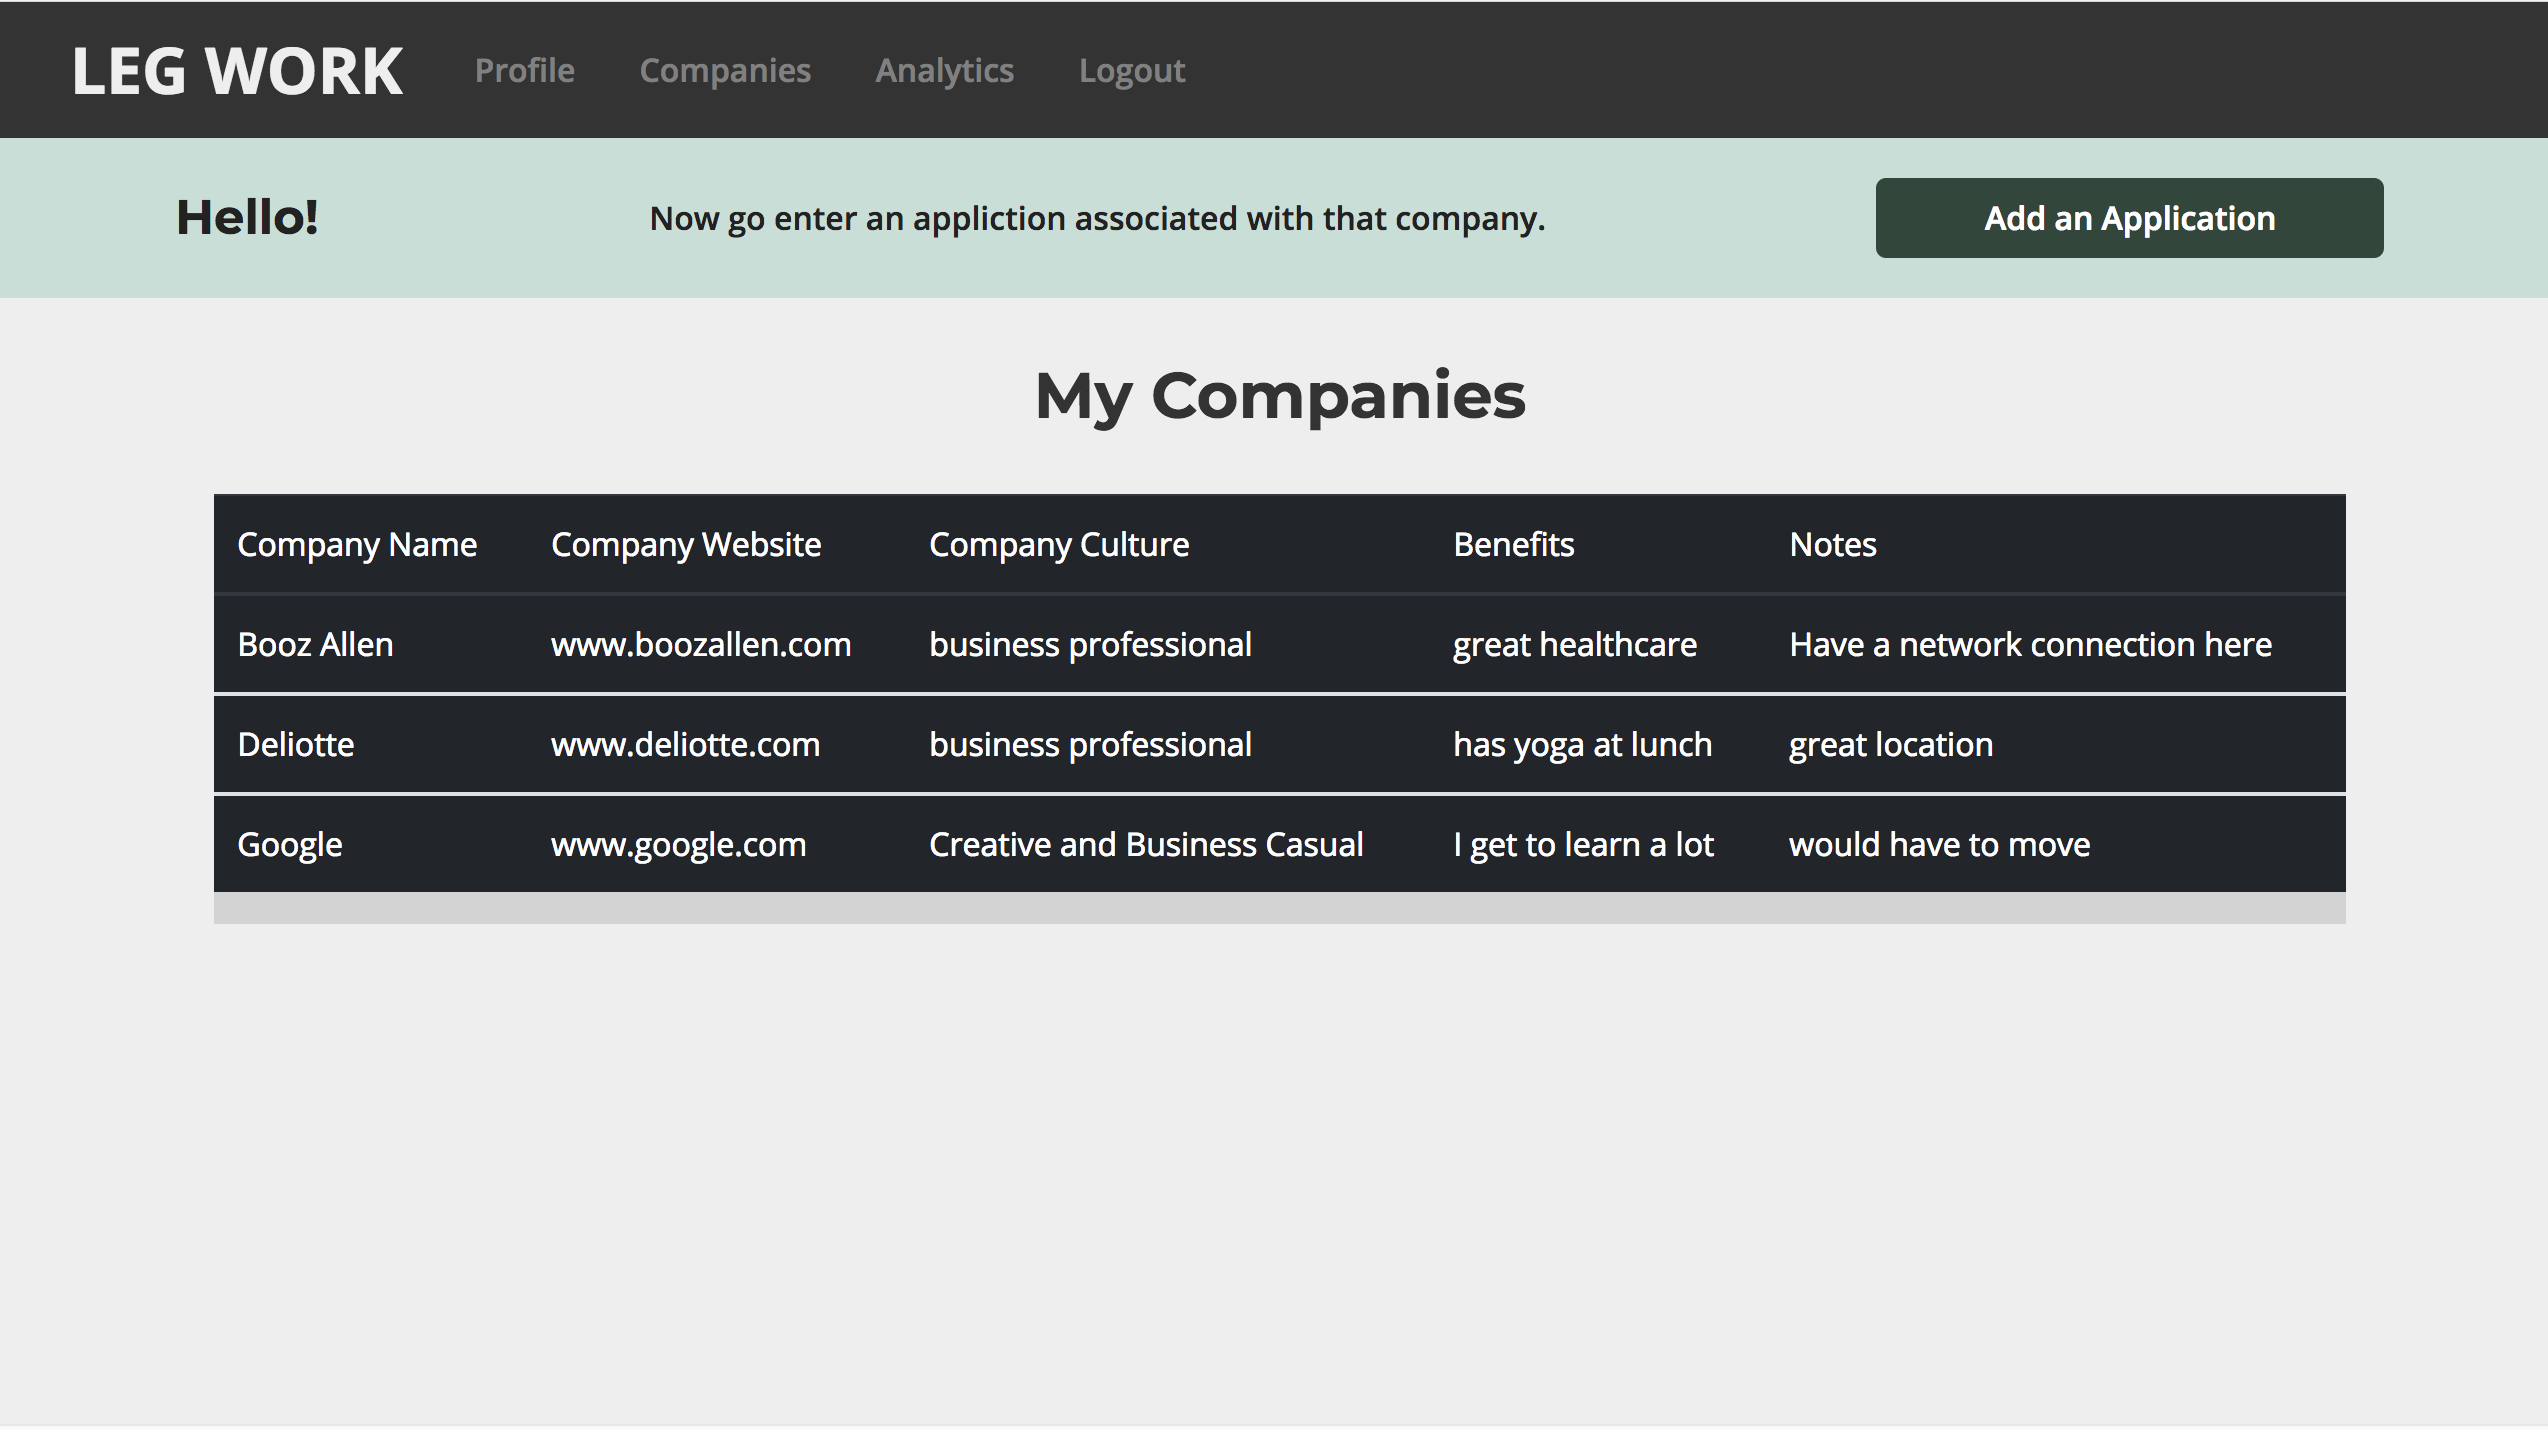 LEG WORK Profile Companies Analytics Logout
Hello! Now go enter an appliction associated with that company. Add an Application
My Companies
Company Name Company Website Company Culture Benefits Notes
Booz Allen www.boozallen.com business professional great healthcare Have a network connection here
Deliotte www.deliotte.com business professional has yoga at lunch great location
Google www.google.com Creative and Business Casual I get to learn a lot would have to move